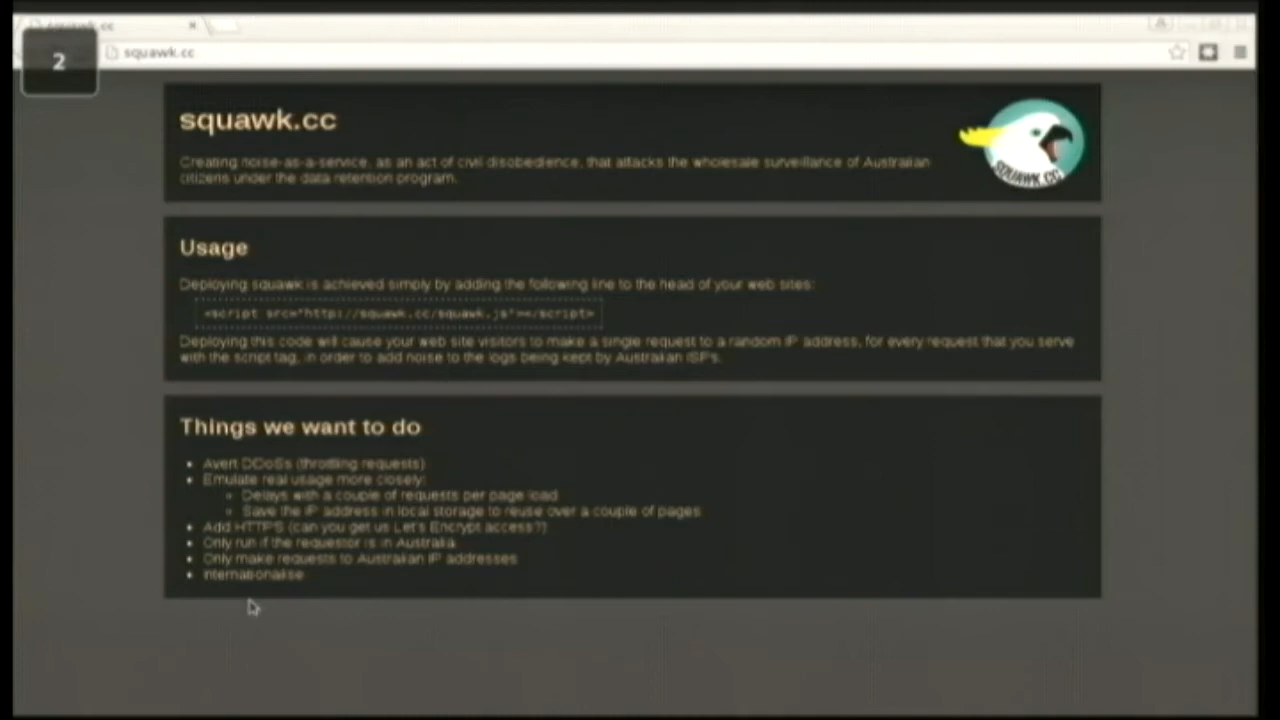 squawk.cc
2
squawk.cc
squawk.cc
Creating noise-as-a-service, as an act of civil disobedience, that attacks the wholesale surveillance of Australian
citizens under the data retention program.
SQUAWK.CC
Usage
Deploying squawk is achieved simply by adding the following line to the head of your web sites:
<script src="http://squawk.cc/squawk.js"></script>
Deploying this code will cause your web site visitors to make a single request to a random IP address, for every request that you serve
with the script tag, in order to add noise to the logs being kept by Australian ISPs.
Things we want to do
Avert DDoSs (throttling requests)
Emulate real usage more closely:
Delays with a couple of requests per page load
Save the IP address in local storage to reuse over a couple of pages
Add HTTPS (can you get us Let's Encrypt access?)
Only run if the requestor is in Australia
Only make requests to Australian IP addresses
Internationalise